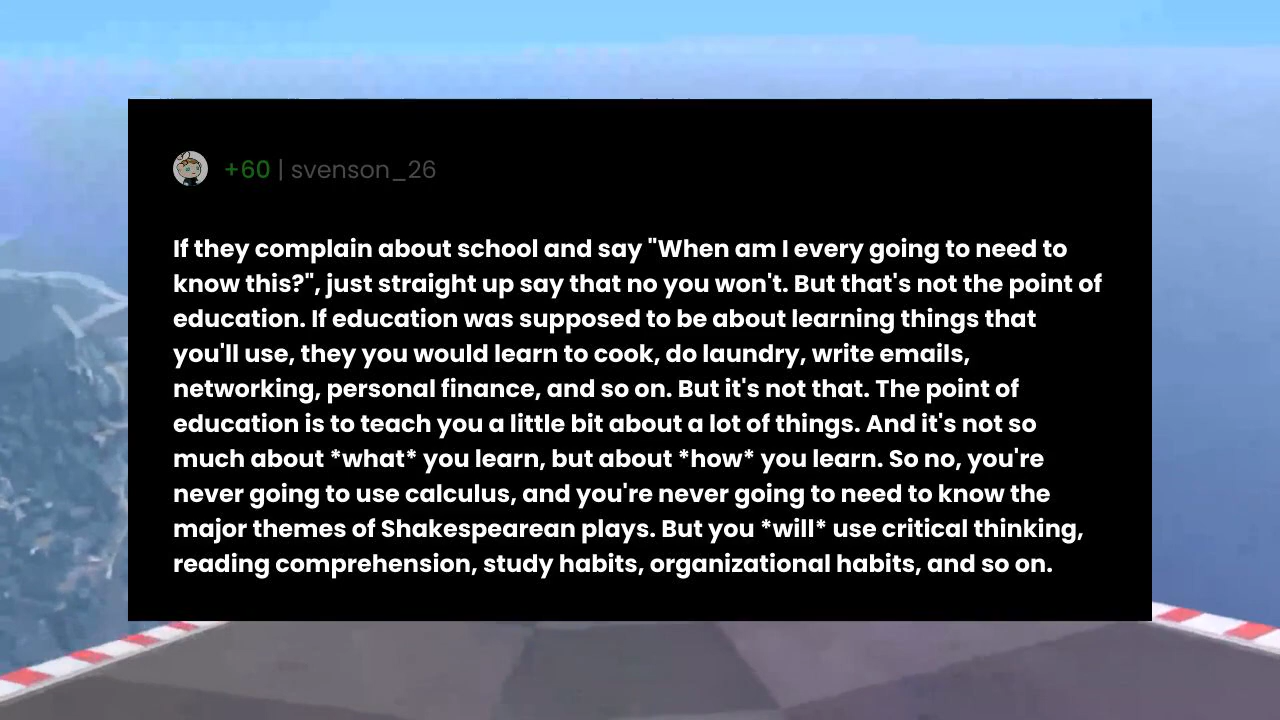 +60 | svenson_26
If they complain about school and say "When am I every going to need to
know this?", just straight up say that no you won't. But that's not the point of
education. If education was supposed to be about learning things that
you'll use, they you would learn to cook, do laundry, write emails,
networking, personal finance, and so on. But it's not that. The point of
education is to teach you a little bit about a lot of things. And it's not so
much about *what* you learn, but about *how* you learn. So no, you're
never going to use calculus, and you're never going to need to know the
major themes of Shakespearean plays. But you *will* use critical thinking,
reading comprehension, study habits, organizational habits, and so on.